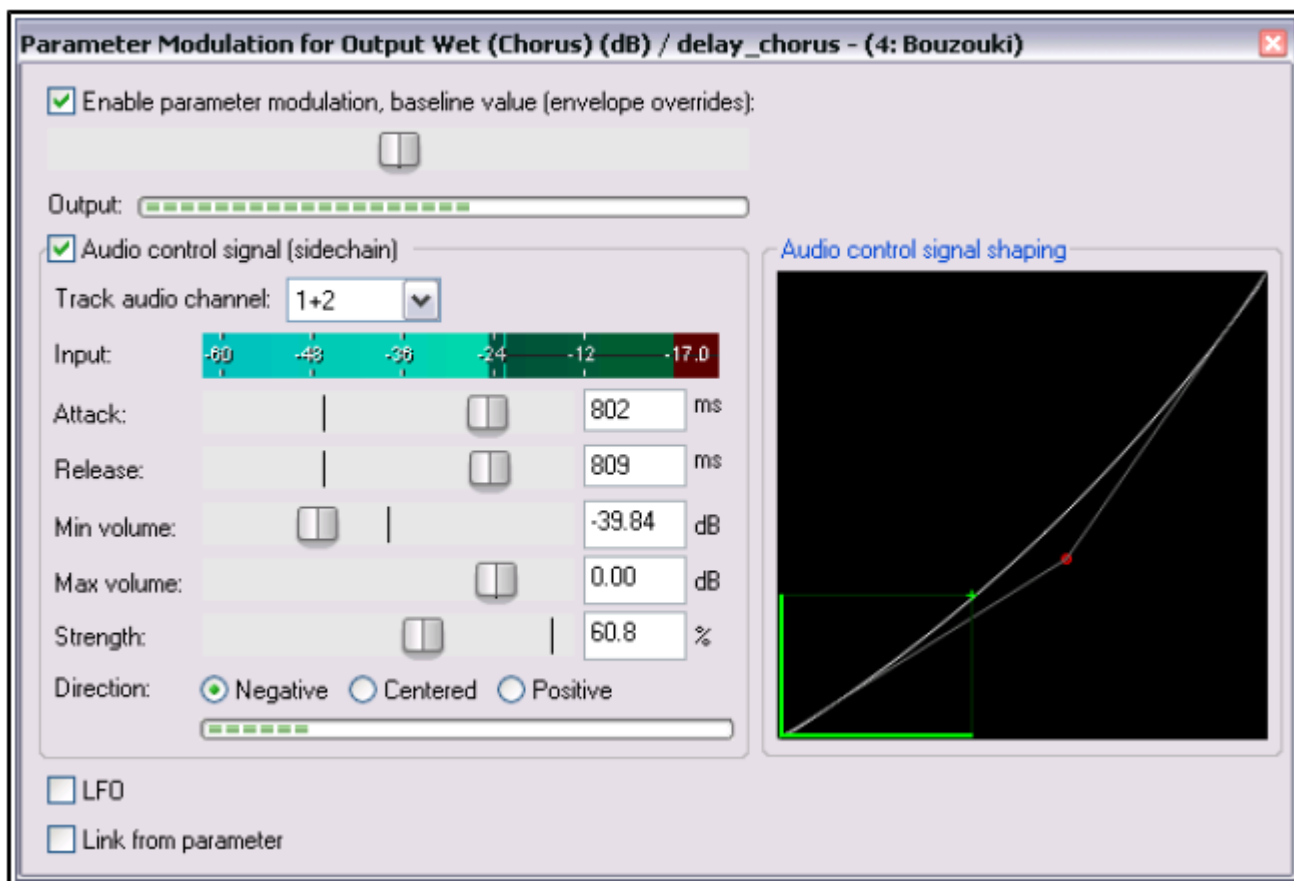 Parameter Modulation for Output Wet (Chorus) (dB) / delay_chorus - (4: Bouzouki)
Enable parameter modulation, baseline value (envelope overrides):
Output:
Audio control signal (sidechain)
Audio control signal shaping
Track audio channel: 1+2
Input: -60 -48 -36 -24 -12 -17.0
Attack: 802 ms
Release: 809 ms
Min volume: -39.84 dB
Max volume: 0.00 dB
Strength: 60.8 %
Direction: Negative Centered Positive
LFO
Link from parameter